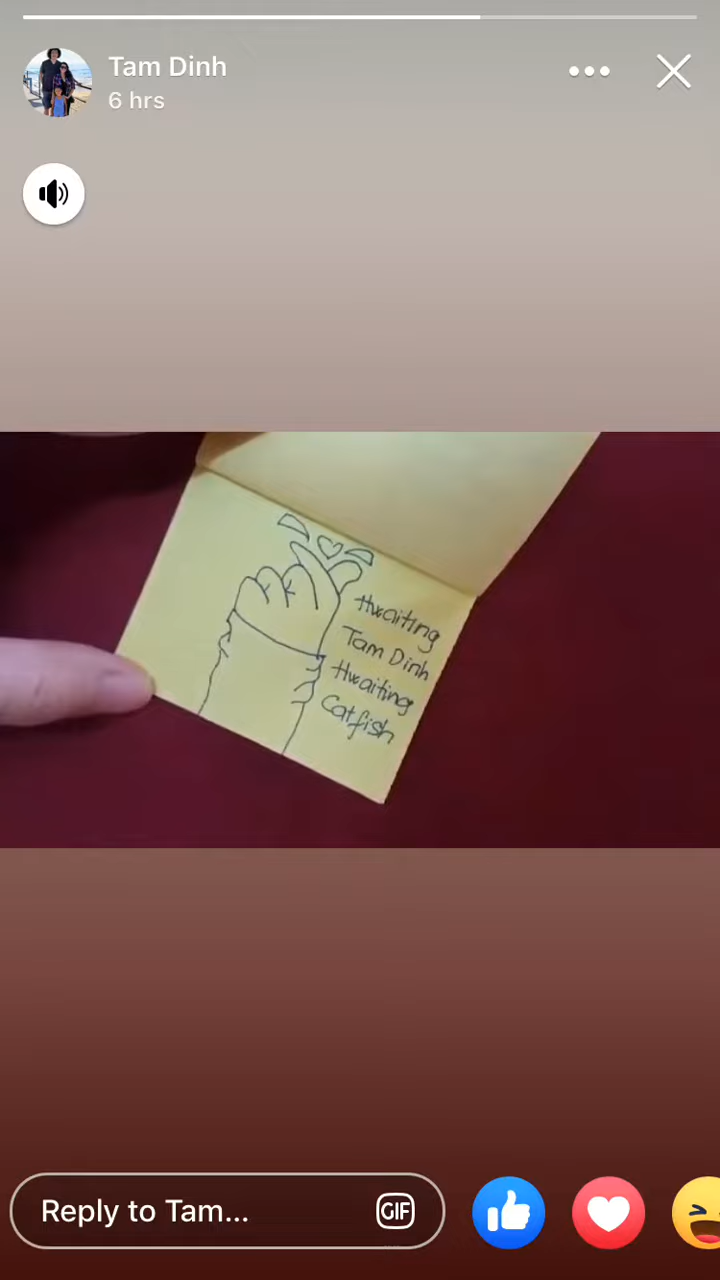 Tam Dinh
6 hrs
Hwaiting
Tam Dinh
Hwaiting
Catfish
Reply to Tam...
GIF